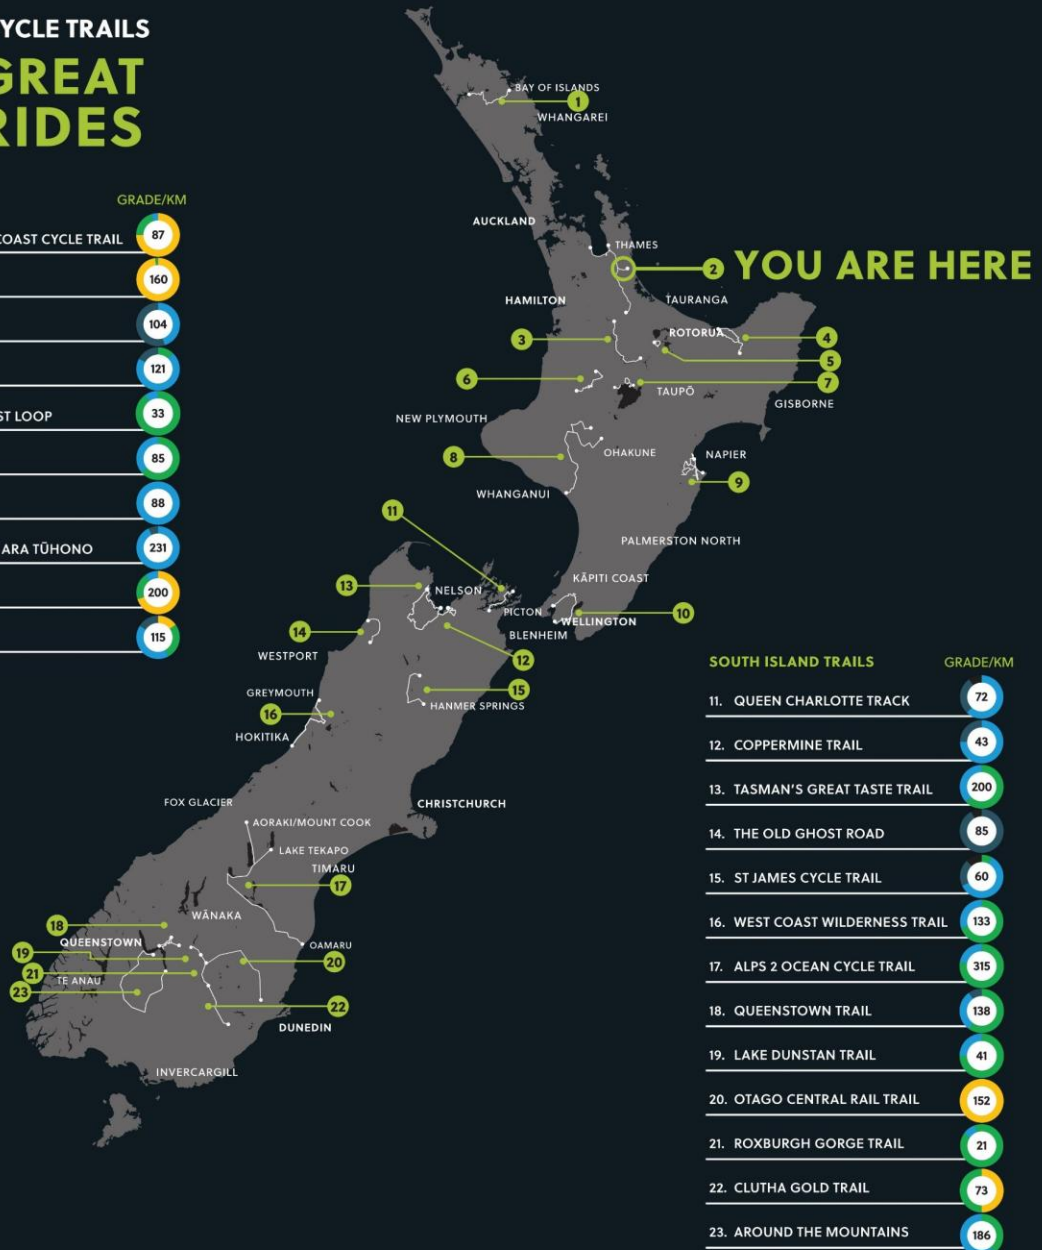 YCLE TRAILS
GREAT
RIDES
GRADE/KM
COAST CYCLE TRAIL 87
160
104
121
ST LOOP 33
85
88
ARA TŪHONO 231
200
115
BAY OF ISLANDS
1
WHANGAREI
AUCKLAND
THAMES
2 YOU ARE HERE
HAMILTON
TAURANGA
ROTORUA
3
4
5
6
7
TAUPŌ
GISBORNE
NEW PLYMOUTH
OHAKUNE
NAPIER
8
9
WHANGANUI
11
PALMERSTON NORTH
KĀPITI COAST
13
NELSON
PICTON
WELLINGTON
10
14
BLENHEIM
WESTPORT
12
GREYMOUTH
15
HANMER SPRINGS
16
HOKITIKA
FOX GLACIER
CHRISTCHURCH
AORAKI/MOUNT COOK
LAKE TEKAPO
TIMARU
17
WĀNAKA
18
QUEENSTOWN
OAMARU
19
20
21
TE ANAU
23
22
DUNEDIN
INVERCARGILL
SOUTH ISLAND TRAILS GRADE/KM
11. QUEEN CHARLOTTE TRACK 72
12. COPPERMINE TRAIL 43
13. TASMAN'S GREAT TASTE TRAIL 200
14. THE OLD GHOST ROAD 85
15. ST JAMES CYCLE TRAIL 60
16. WEST COAST WILDERNESS TRAIL 133
17. ALPS 2 OCEAN CYCLE TRAIL 315
18. QUEENSTOWN TRAIL 138
19. LAKE DUNSTAN TRAIL 41
20. OTAGO CENTRAL RAIL TRAIL 152
21. ROXBURGH GORGE TRAIL 21
22. CLUTHA GOLD TRAIL 73
23. AROUND THE MOUNTAINS 186